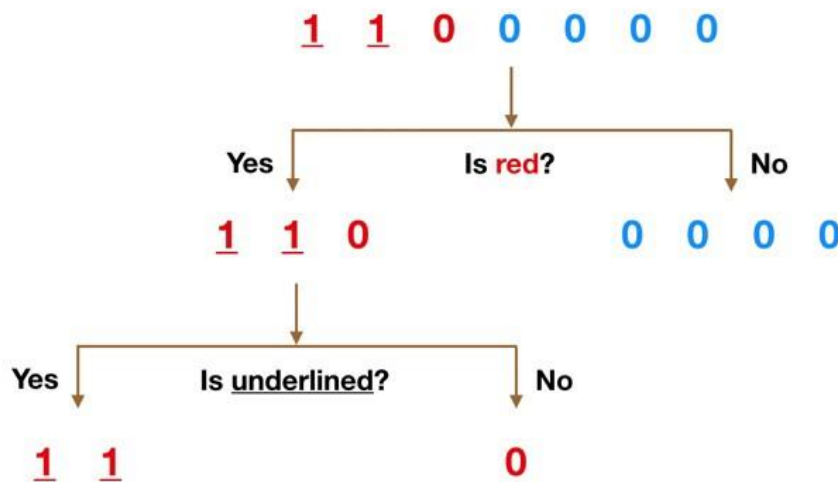 1 1 0 0 0 0 0
Yes Is red? No
1 1 0 0 0 0 0
Yes Is underlined? No
1 1 0